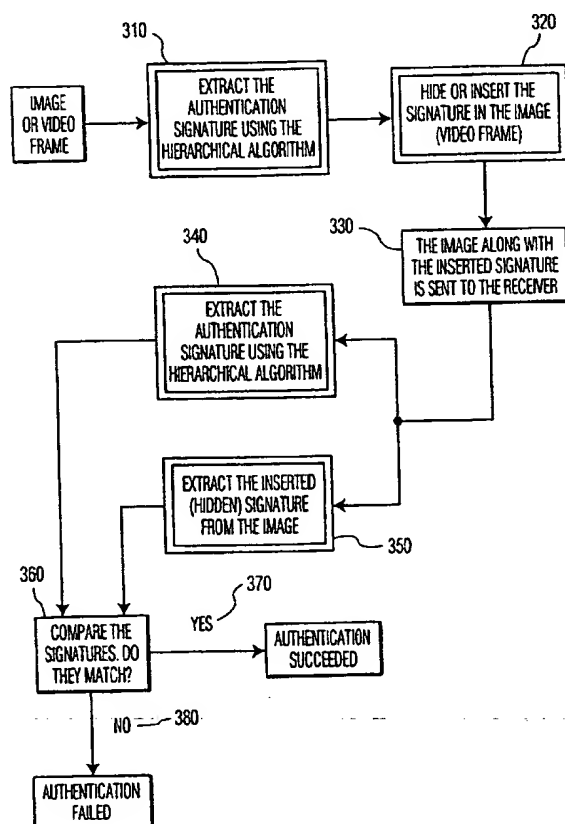 310
320
IMAGE
OR VIDEO
FRAME
EXTRACT THE
AUTHENTICATION
SIGNATURE USING THE
HIERARCHICAL ALGORITHM
HIDE OR INSERT THE
SIGNATURE IN THE IMAGE
(VIDEO FRAME)
330
THE IMAGE ALONG WITH
THE INSERTED SIGNATURE
IS SENT TO THE RECEIVER
340
EXTRACT THE
AUTHENTICATION
SIGNATURE USING THE
HIERARCHICAL ALGORITHM
EXTRACT THE INSERTED
(HIDDEN) SIGNATURE
FROM THE IMAGE
350
360
COMPARE THE
SIGNATURES. DO
THEY MATCH?
370
YES
AUTHENTICATION
SUCCEEDED
NO
380
AUTHENTICATION
FAILED